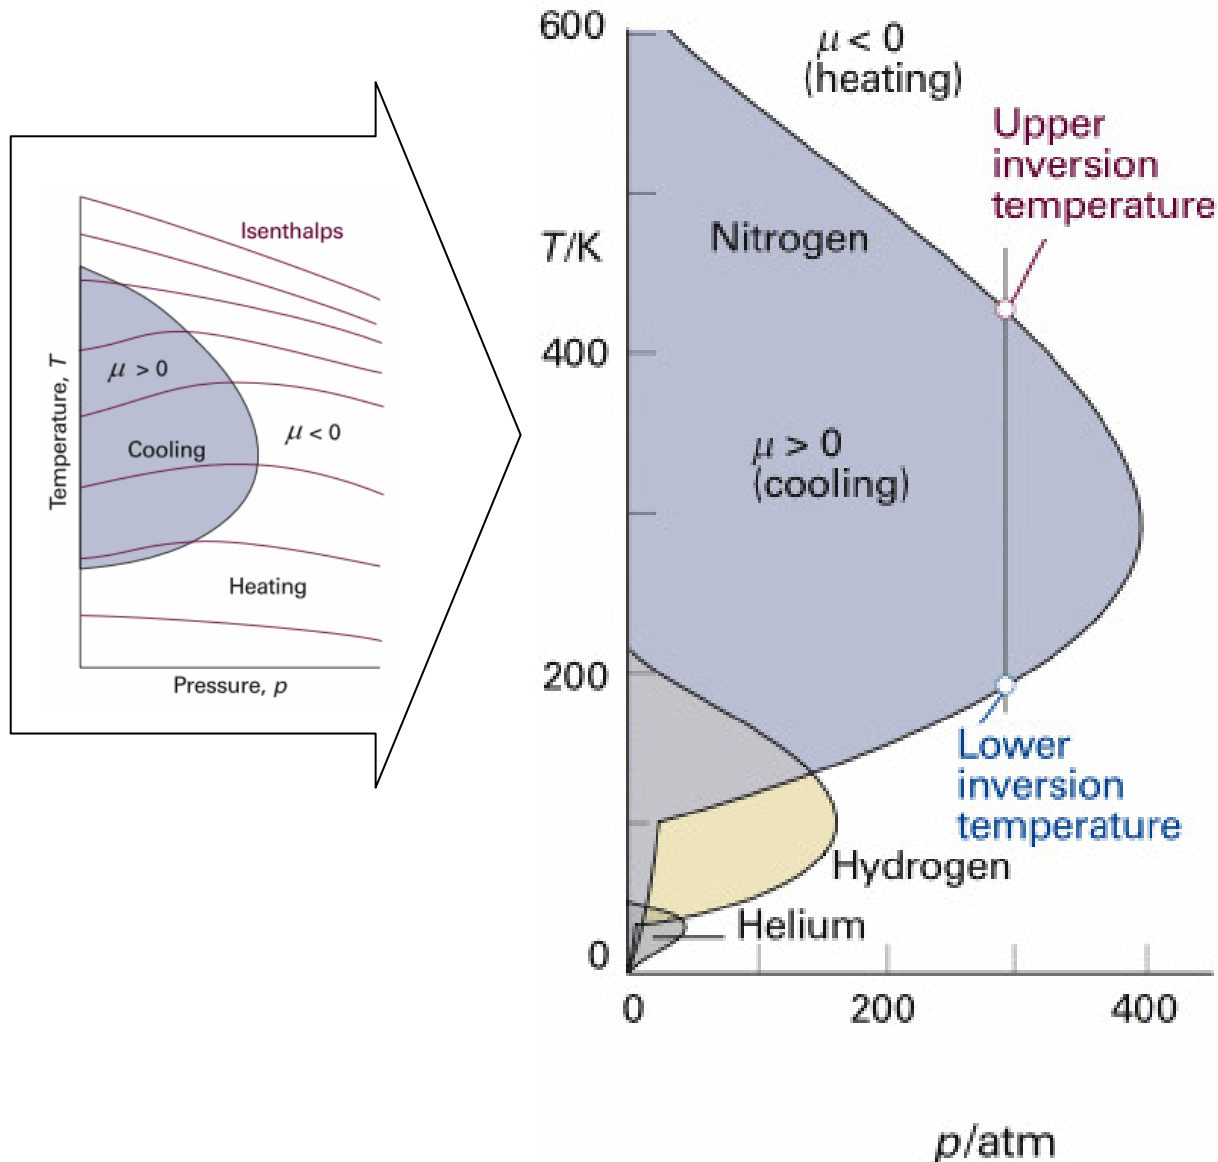 Isenthalps
Temperature, T
μ > 0
μ < 0
Cooling
Heating
Pressure, p
600
μ < 0
(heating)
Upper
inversion
temperature
Nitrogen
T/K
400
μ > 0
(cooling)
200
Lower
inversion
temperature
Hydrogen
Helium
0
0
200
400
p/atm